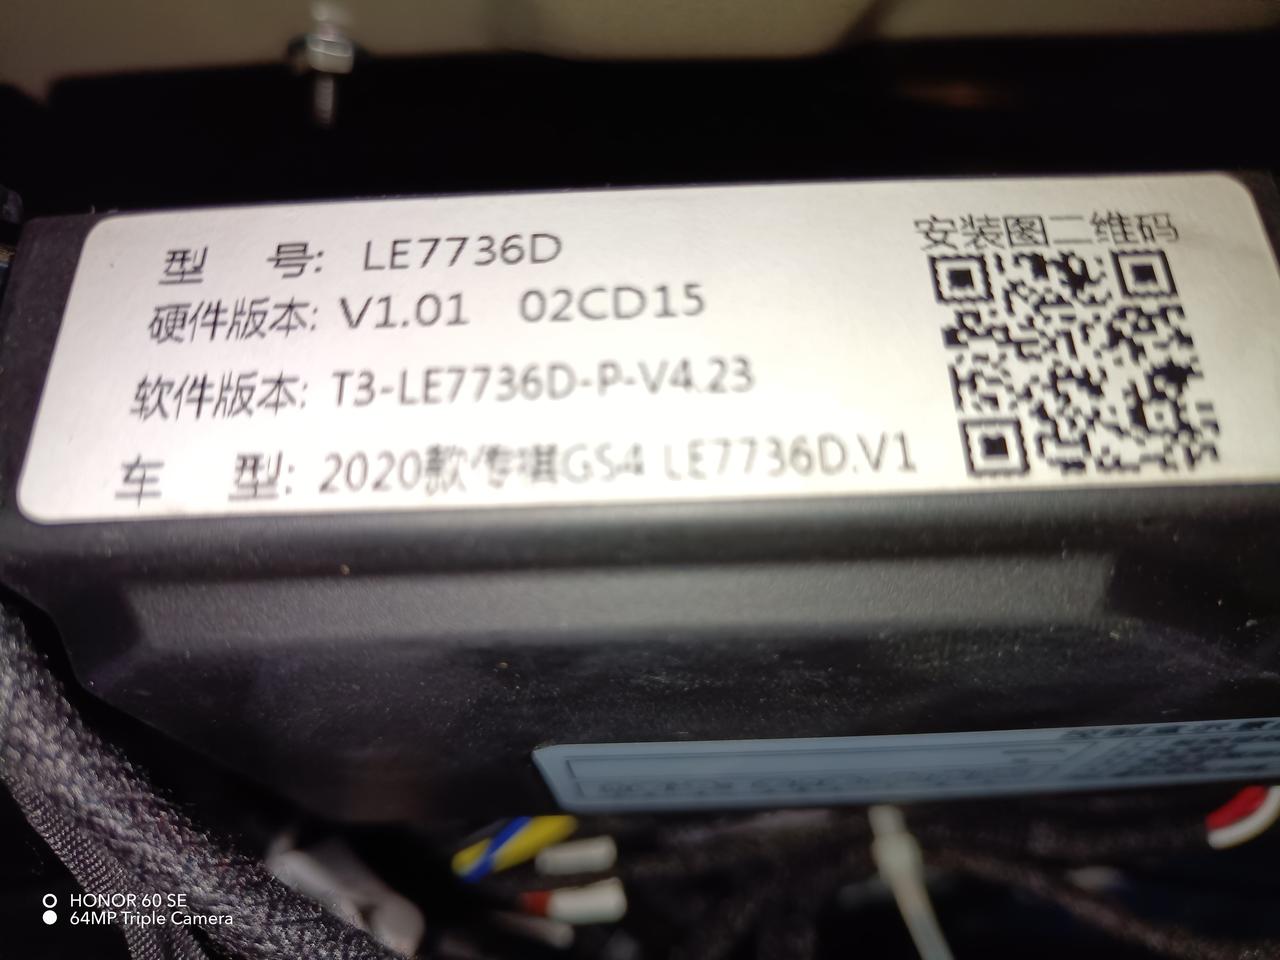 型 号: LE7736D
安装图二维码
硬件版本: V1.01 02CD15
软件版本: T3-LE7736D-P-V4.23
车 型: 2020款传祺GS4 LE7736D.V1
HONOR 60 SE
64MP Triple Camera